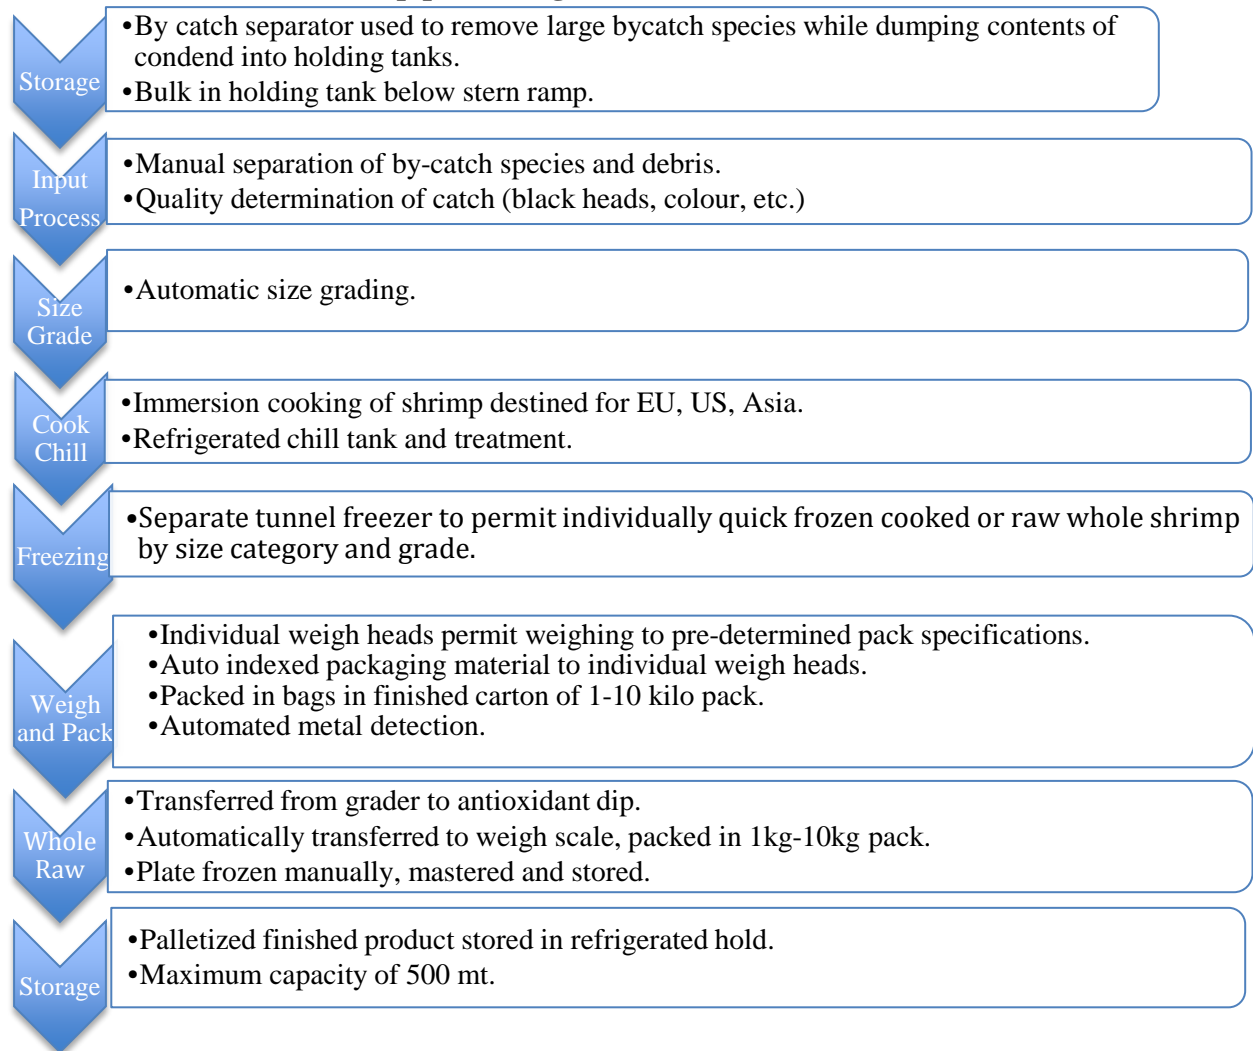 Storage
•By catch separator used to remove large bycatch species while dumping contents of
condend into holding tanks.
•Bulk in holding tank below stern ramp.
Input
Process
•Manual separation of by-catch species and debris.
•Quality determination of catch (black heads, colour, etc.)
Size
Grade
•Automatic size grading.
Cook
Chill
•Immersion cooking of shrimp destined for EU, US, Asia.
•Refrigerated chill tank and treatment.
Freezing
•Separate tunnel freezer to permit individually quick frozen cooked or raw whole shrimp
by size category and grade.
Weigh
and Pack
•Individual weigh heads permit weighing to pre-determined pack specifications.
•Auto indexed packaging material to individual weigh heads.
•Packed in bags in finished carton of 1-10 kilo pack.
•Automated metal detection.
Whole
Raw
•Transferred from grader to antioxidant dip.
•Automatically transferred to weigh scale, packed in 1kg-10kg pack.
•Plate frozen manually, mastered and stored.
Storage
•Palletized finished product stored in refrigerated hold.
•Maximum capacity of 500 mt.